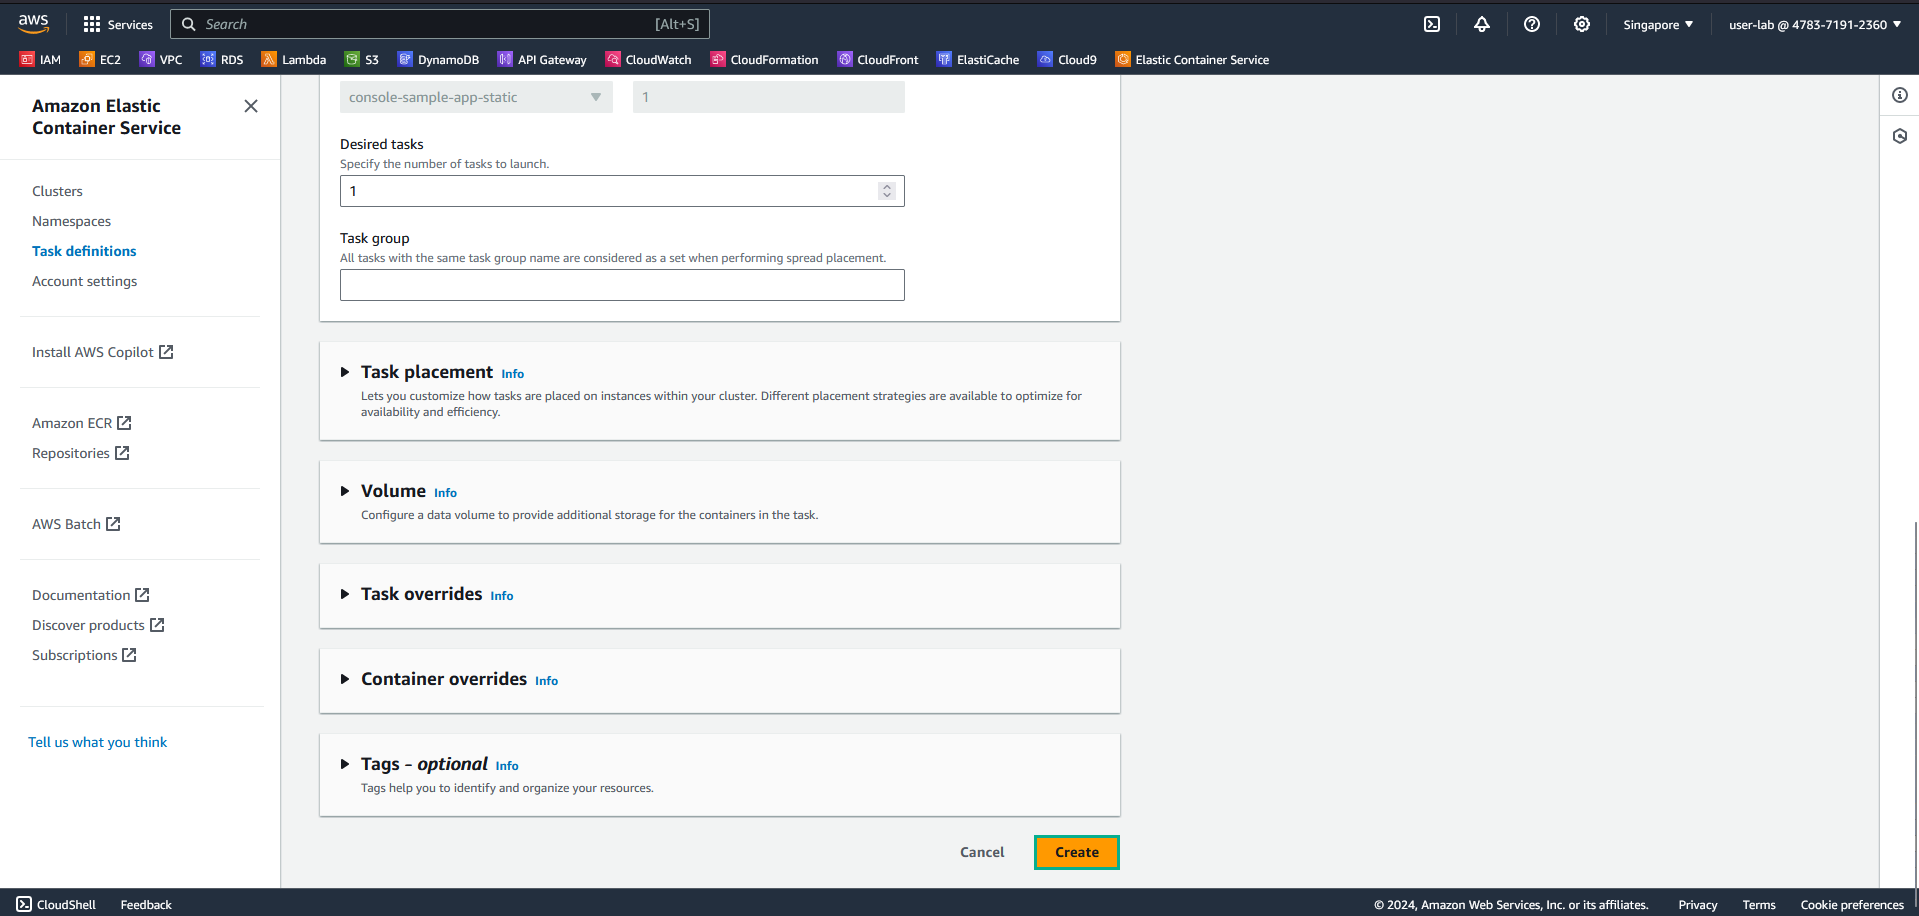 aws
Services
Search
[Alt+S]
Singapore
user-lab @ 4783-7191-2360
IAM
EC2
VPC
RDS
Lambda
S3
DynamoDB
API Gateway
CloudWatch
CloudFormation
CloudFront
ElastiCache
Cloud9
Elastic Container Service
Amazon Elastic
Container Service
Clusters
Namespaces
Task definitions
Account settings
Install AWS Copilot
Amazon ECR
Repositories
AWS Batch
Documentation
Discover products
Subscriptions
Tell us what you think
console-sample-app-static
1
Desired tasks
Specify the number of tasks to launch.
1
Task group
All tasks with the same task group name are considered as a set when performing spread placement.
Task placement Info
Lets you customize how tasks are placed on instances within your cluster. Different placement strategies are available to optimize for
availability and efficiency.
Volume Info
Configure a data volume to provide additional storage for the containers in the task.
Task overrides Info
Container overrides Info
Tags - optional Info
Tags help you to identify and organize your resources.
Cancel
Create
CloudShell
Feedback
© 2024, Amazon Web Services, Inc. or its affiliates.
Privacy
Terms
Cookie preferences